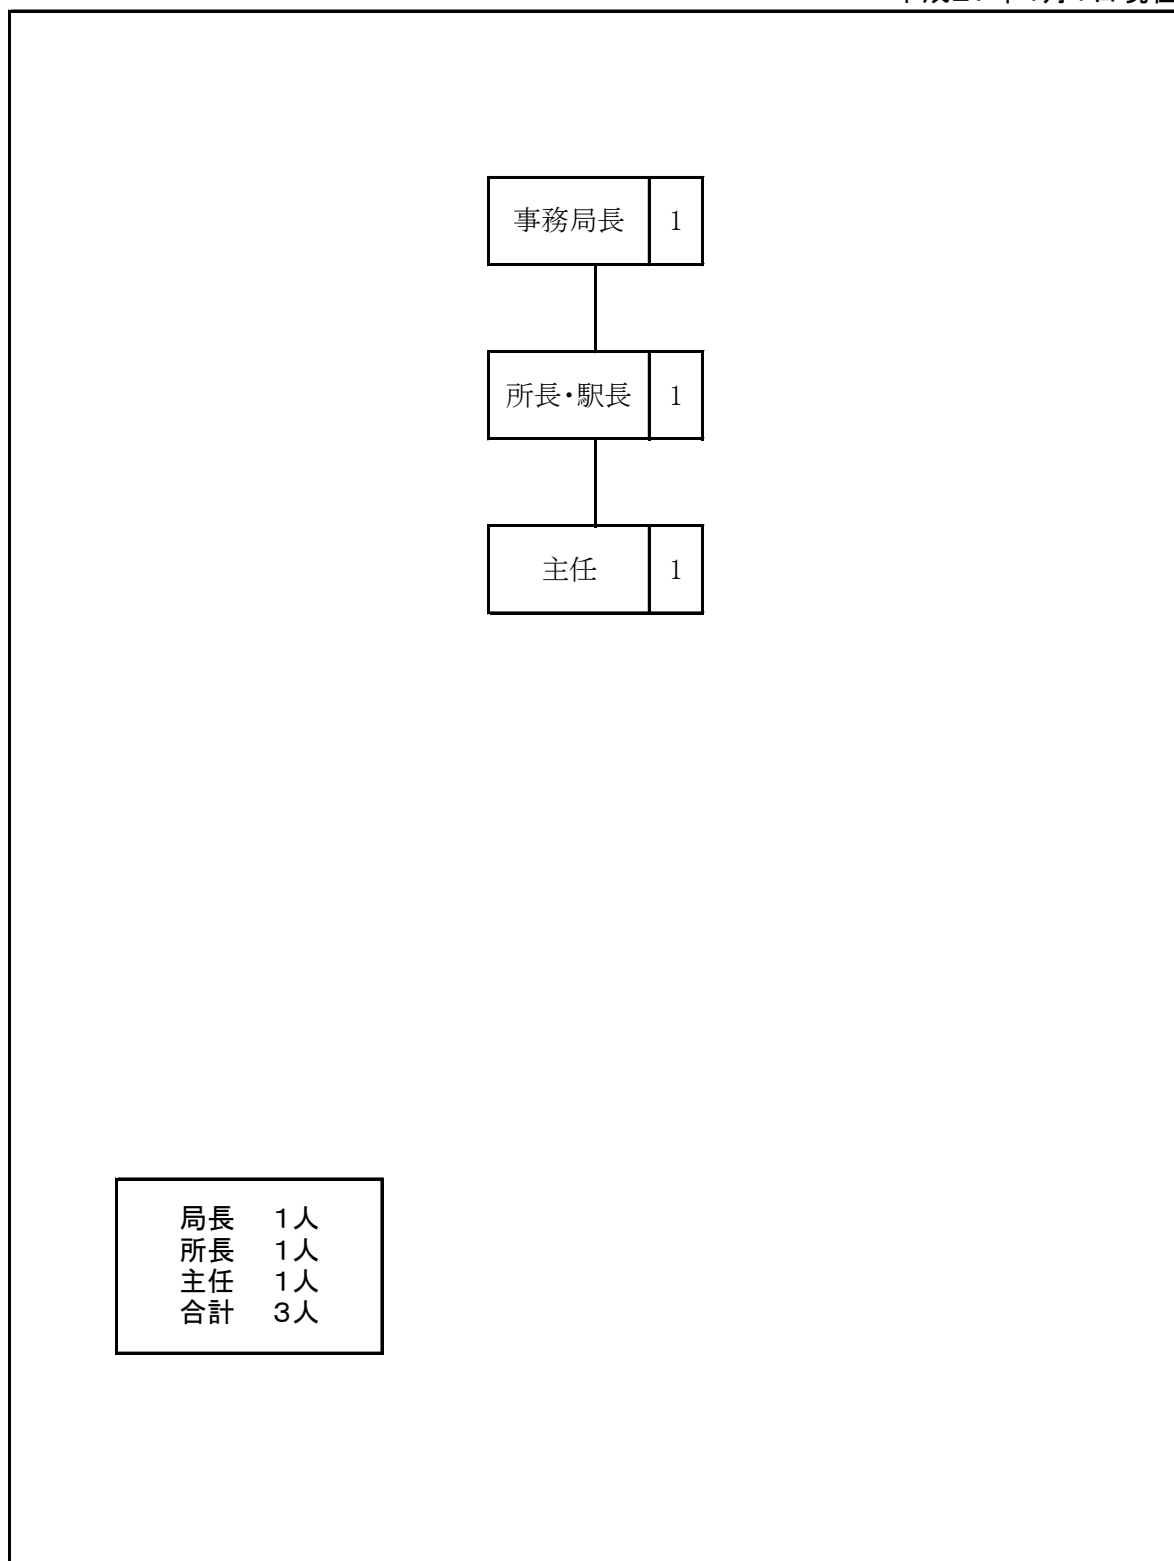 事務局長 1
所長・駅長 1
主任 1
局長 1人
所長 1人
主任 1人
合計 3人